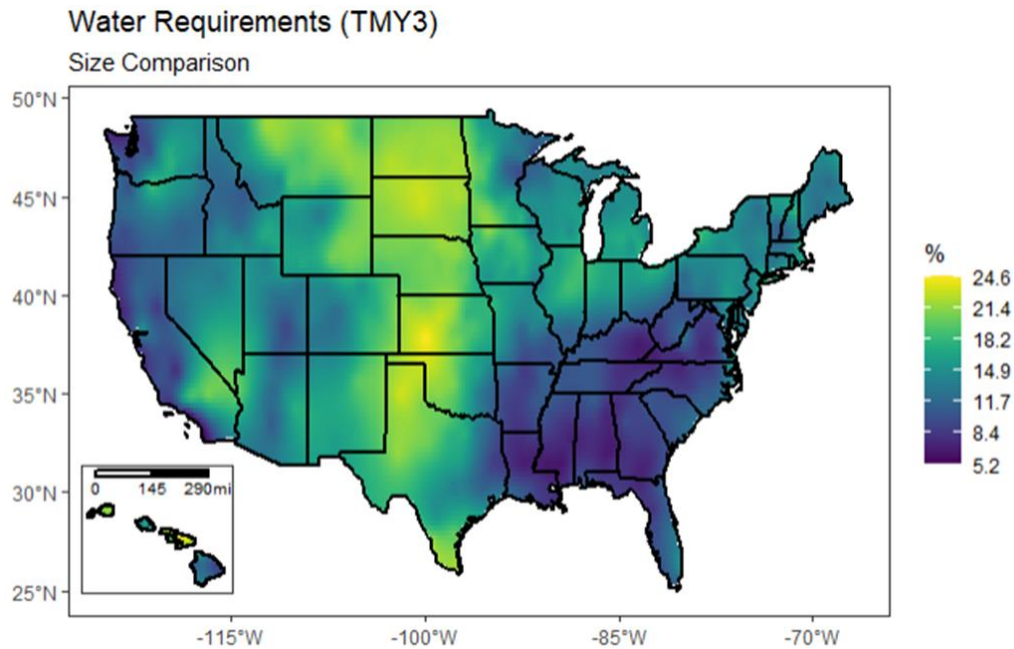 Water Requirements (TMY3)
Size Comparison
50°N
45°N
40°N
35°N
30°N
25°N
-115°W
-100°W
-85°W
-70°W
0 145 290mi
%
24.6
21.4
18.2
14.9
11.7
8.4
5.2